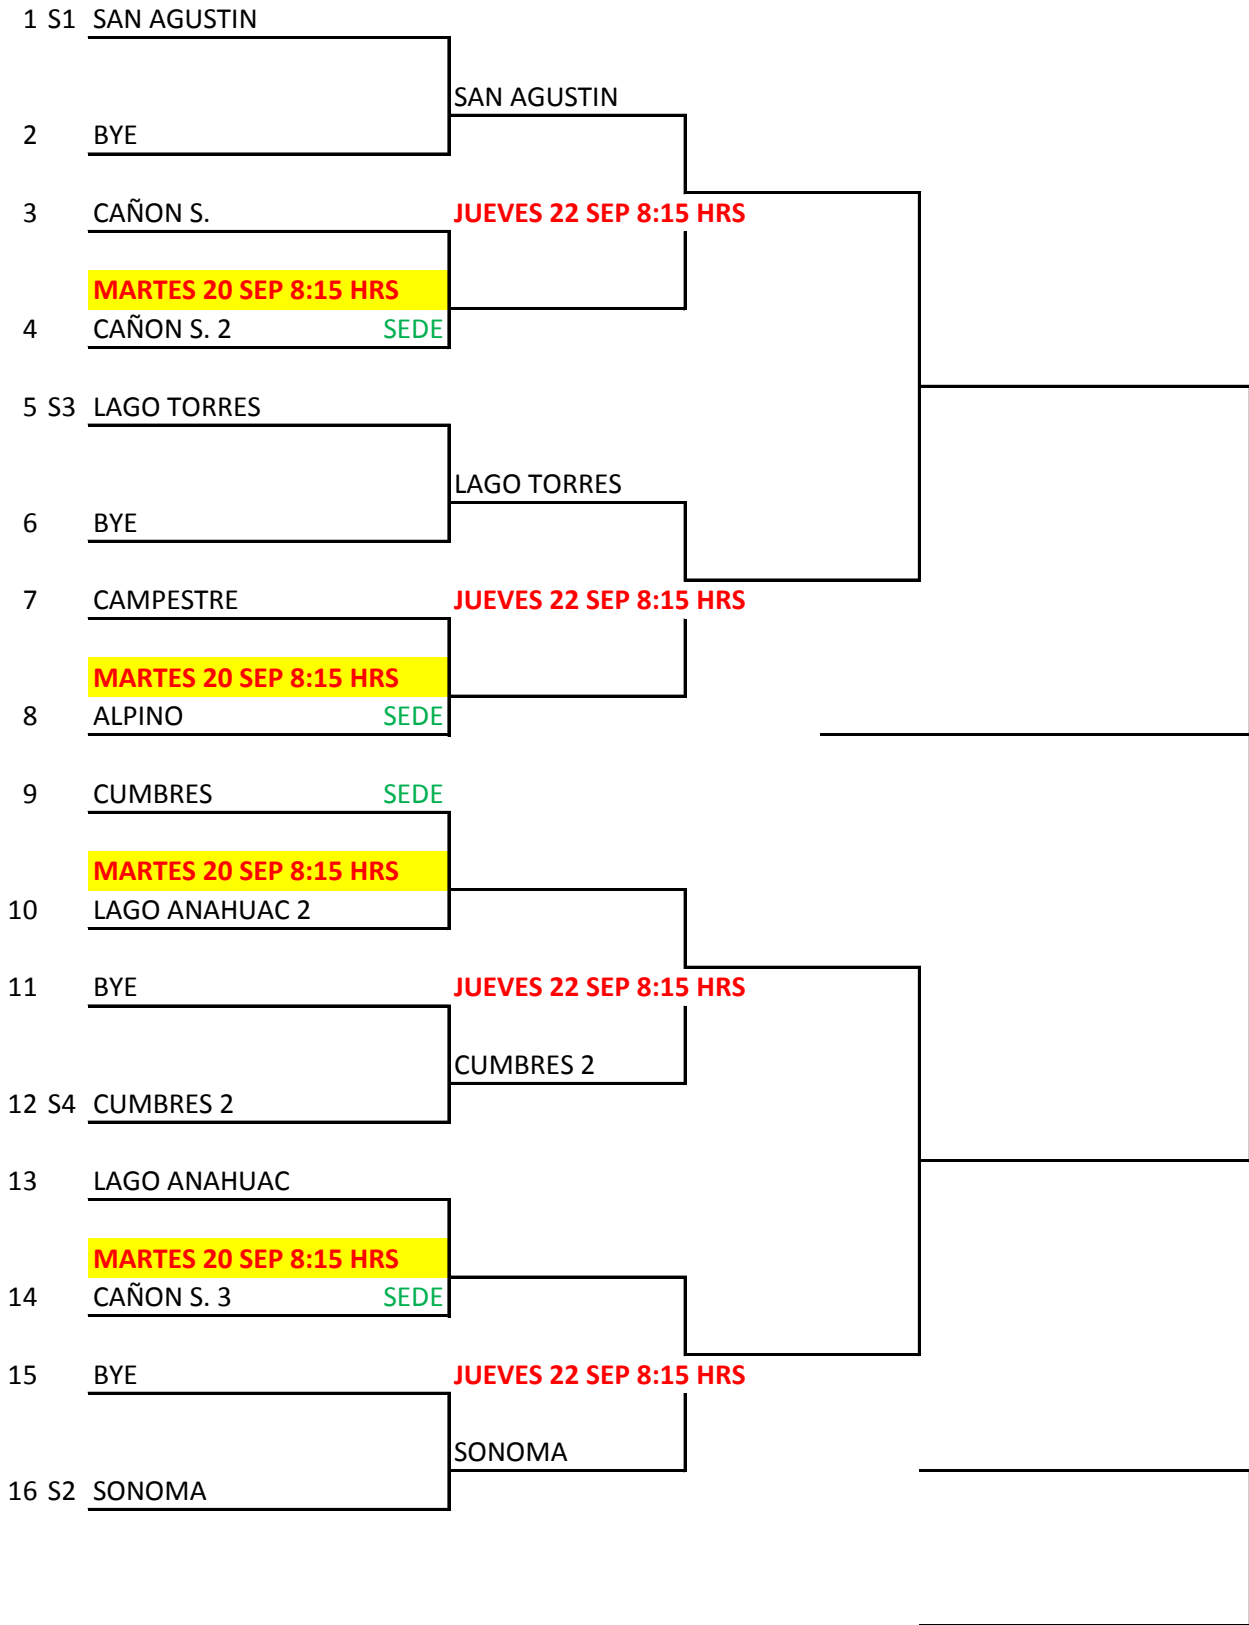 1 S1 SAN AGUSTIN
SAN AGUSTIN
2 BYE
3 CAÑON S. JUEVES 22 SEP 8:15 HRS
MARTES 20 SEP 8:15 HRS
4 CAÑON S. 2 SEDE
5 S3 LAGO TORRES
LAGO TORRES
6 BYE
7 CAMPESTRE JUEVES 22 SEP 8:15 HRS
MARTES 20 SEP 8:15 HRS
8 ALPINO SEDE
9 CUMBRES SEDE
MARTES 20 SEP 8:15 HRS
10 LAGO ANAHUAC 2
11 BYE JUEVES 22 SEP 8:15 HRS
CUMBRES 2
12 S4 CUMBRES 2
13 LAGO ANAHUAC
MARTES 20 SEP 8:15 HRS
14 CAÑON S. 3 SEDE
15 BYE JUEVES 22 SEP 8:15 HRS
SONOMA
16 S2 SONOMA